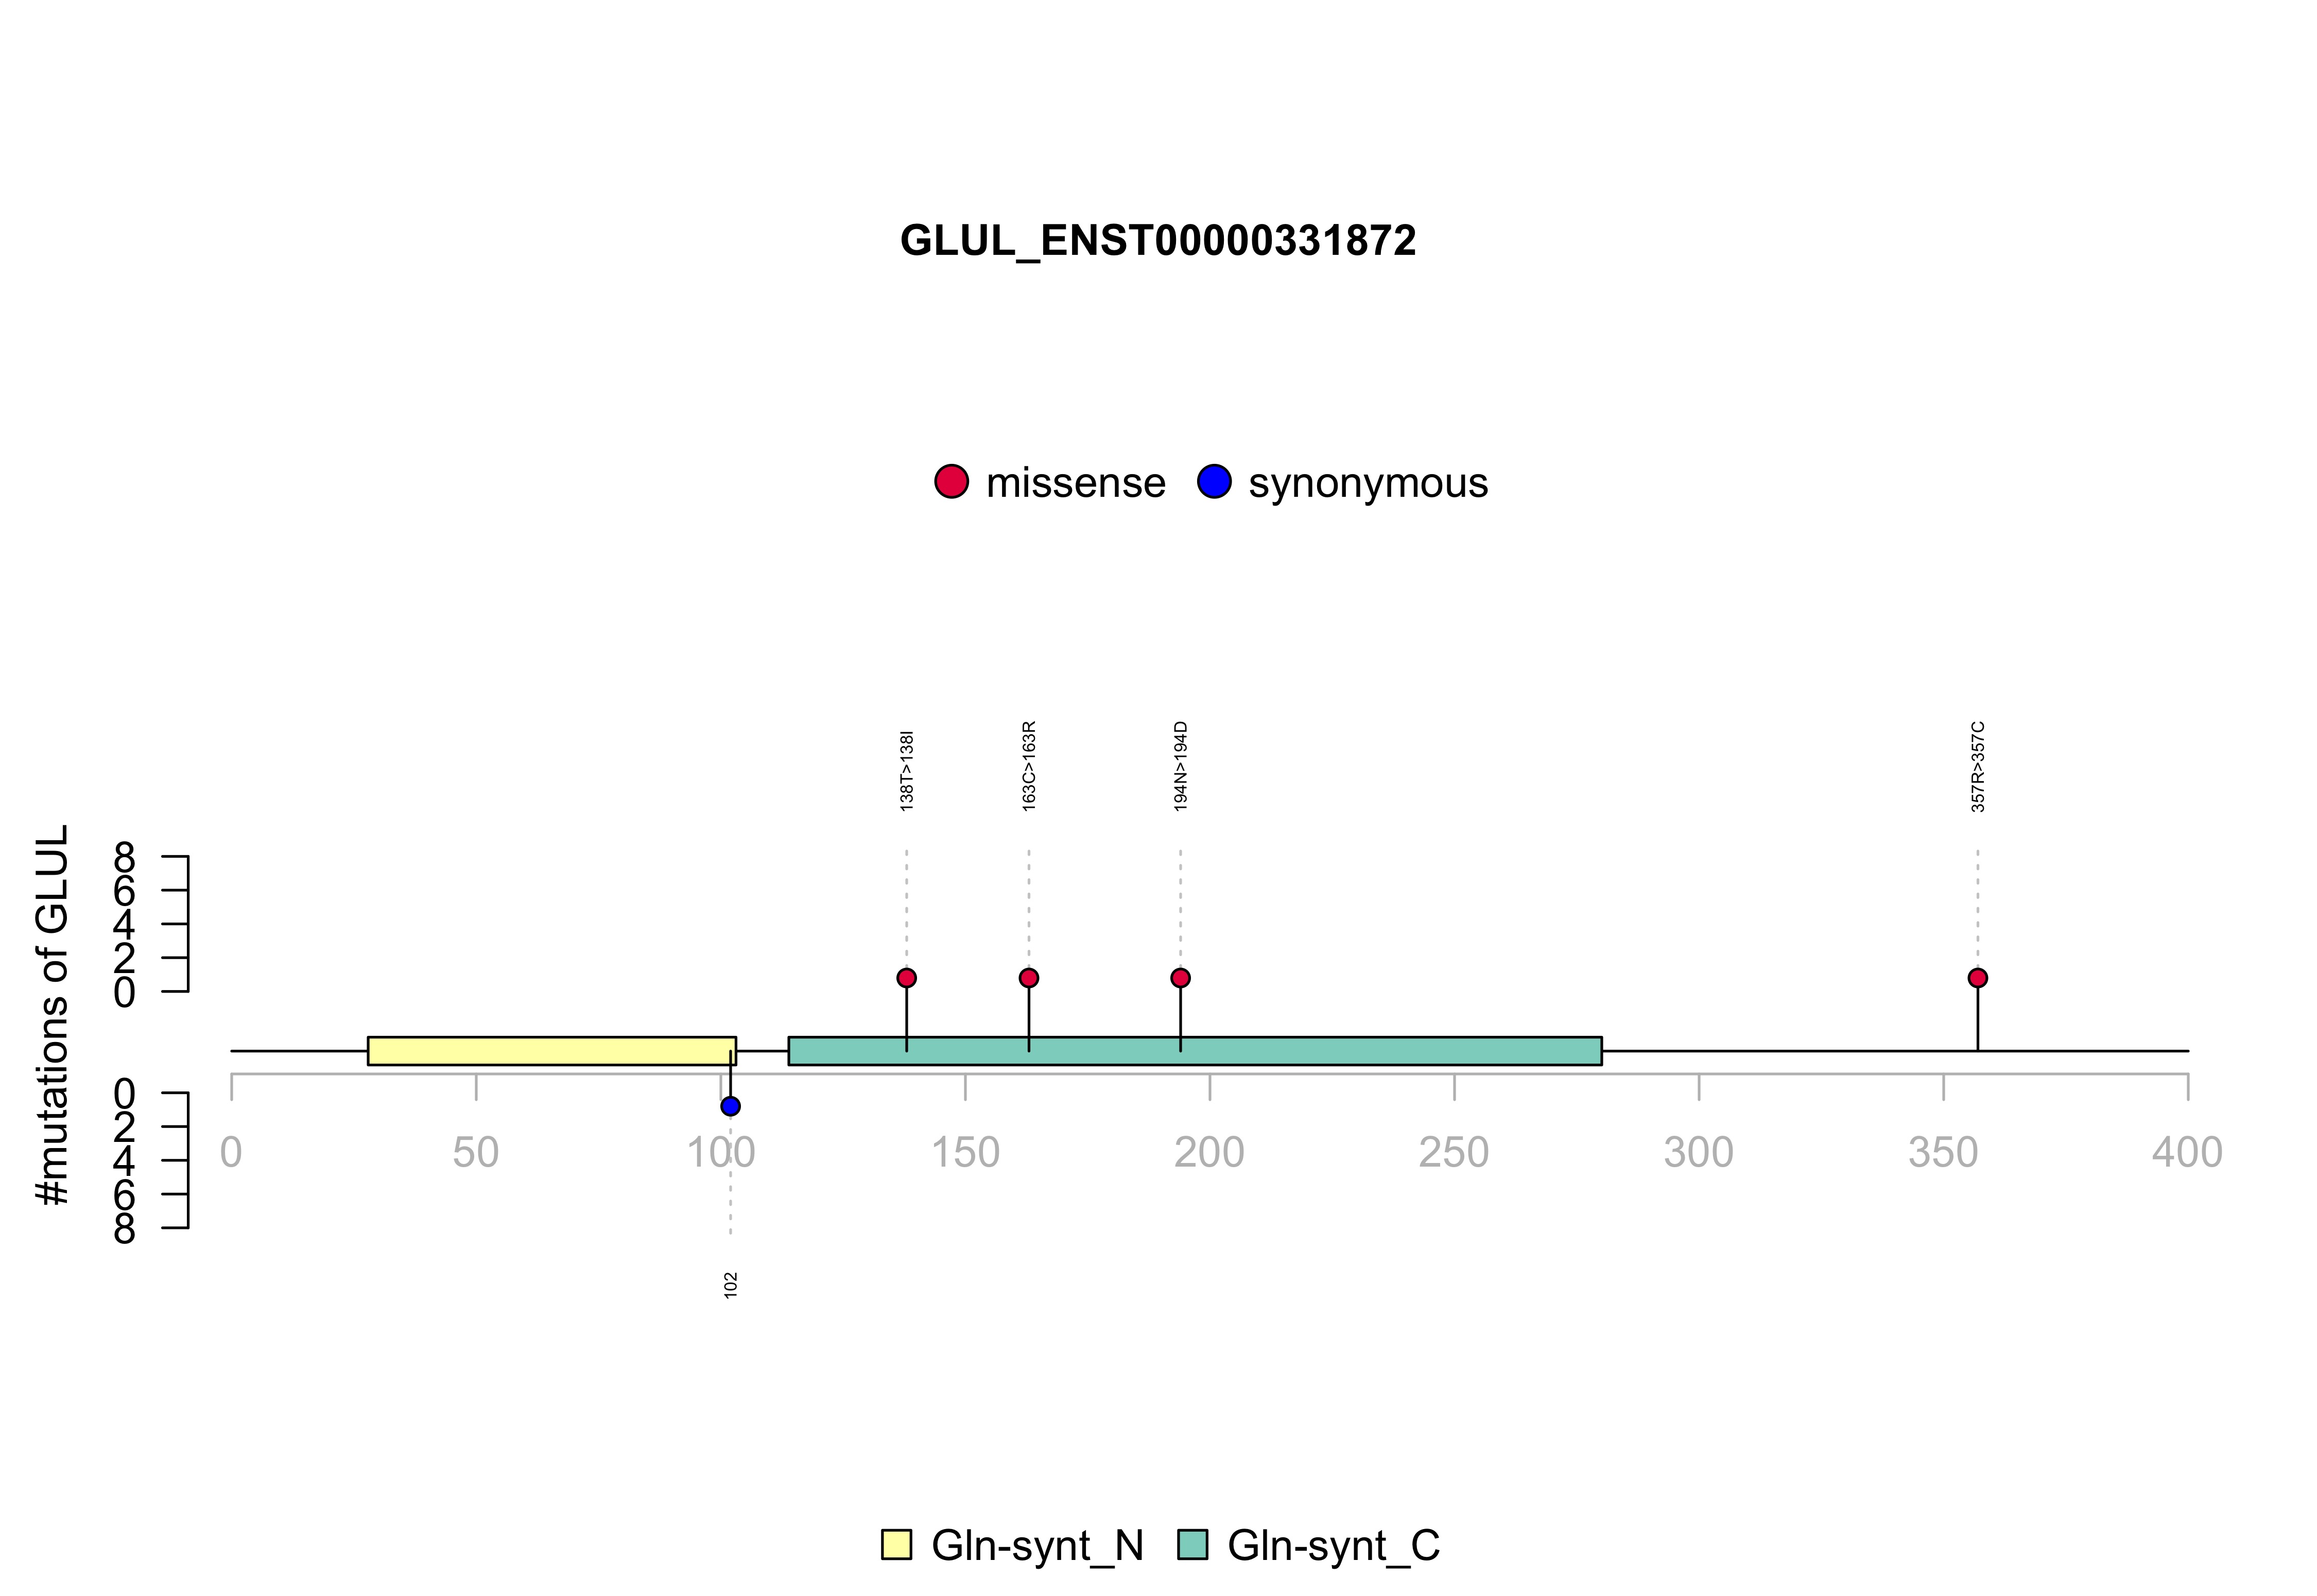 GLUL_ENST00000331872
missense synonymous
138T>138I
163C>163R
194N>194D
357R>357C
#mutations of GLUL
8
6
4
2
0
0
2
4
6
8
0 50 100 150 200 250 300 350 400
102
Gln-synt_N Gln-synt_C